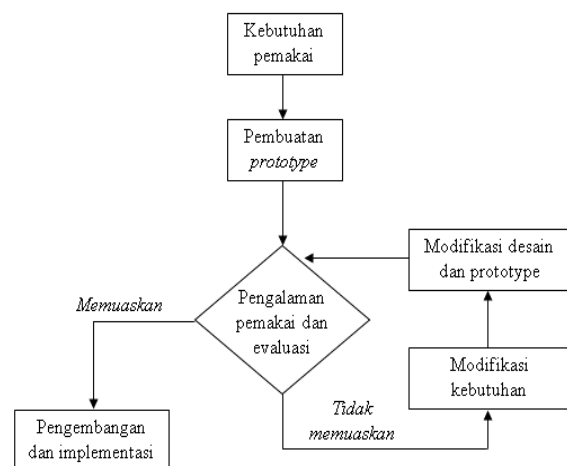 Kebutuhan
pemakai
Pembuatan
prototype
Modifikasi desain
dan prototype
Pengalaman
pemakai dan
evaluasi
Memuaskan
Modifikasi
kebutuhan
Tidak
memuaskan
Pengembangan
dan implementasi